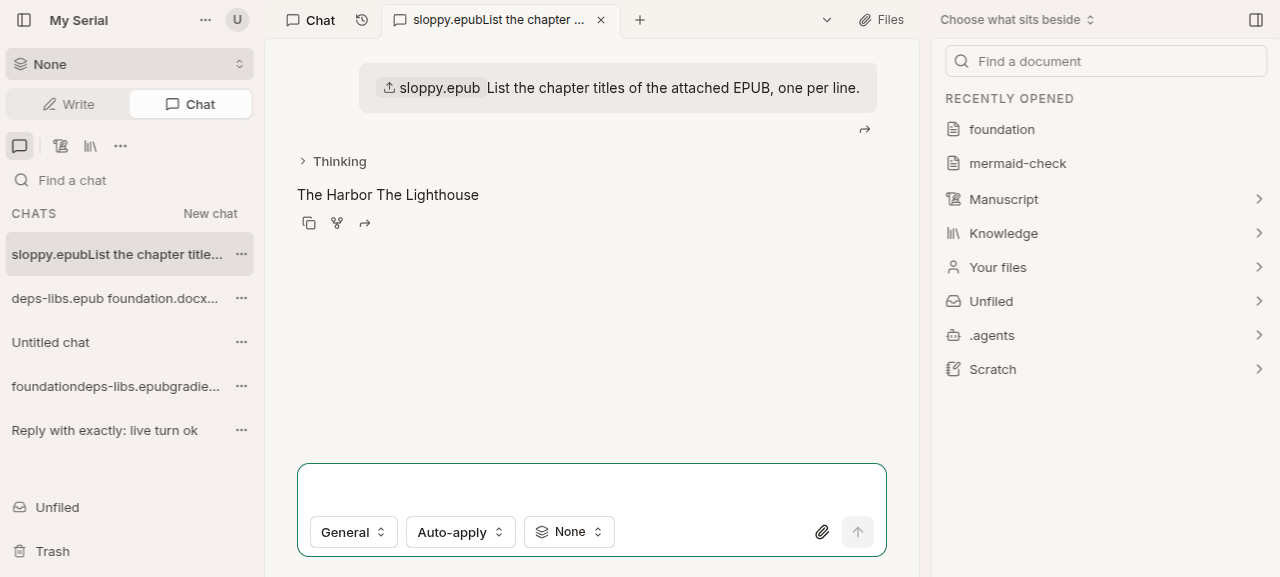 My Serial
U
None
Write
Chat
Find a chat
CHATS
New chat
sloppy.epubList the chapter title...
deps-libs.epub foundation.docx...
Untitled chat
foundationdeps-libs.epubgradie...
Reply with exactly: live turn ok
Unfiled
Trash
Chat
sloppy.epubList the chapter ...
Files
sloppy.epub List the chapter titles of the attached EPUB, one per line.
Thinking
The Harbor The Lighthouse
General
Auto-apply
None
Choose what sits beside
Find a document
RECENTLY OPENED
foundation
mermaid-check
Manuscript
Knowledge
Your files
Unfiled
.agents
Scratch